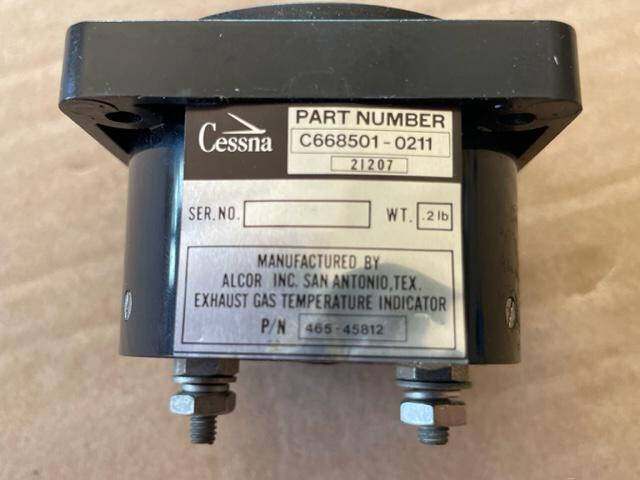 Cessna
PART NUMBER
C668501-0211
21207
SER. NO.
WT. .2 lb
MANUFACTURED BY
ALCOR INC. SAN ANTONIO, TEX.
EXHAUST GAS TEMPERATURE INDICATOR
P/N 465-45812